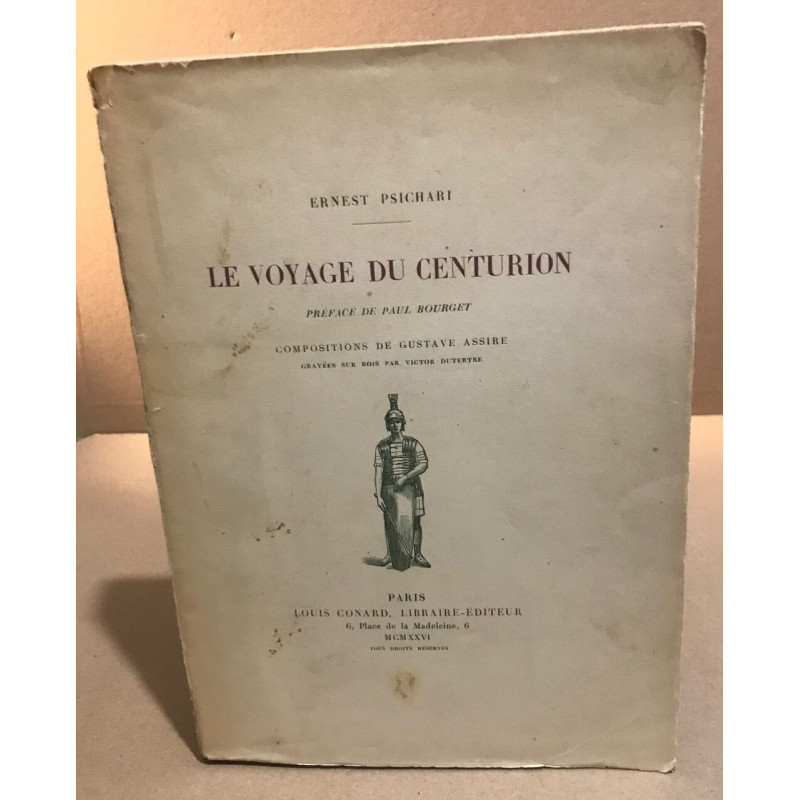 ERNEST PSICHARI
LE VOYAGE DU CENTURION
PRÉFACE DE PAUL BOURGET
COMPOSITIONS DE GUSTAVE ASSIRE
GRAVÉES SUR BOIS PAR VICTOR DUTERTRE
PARIS
LOUIS CONARD, LIBRAIRE-ÉDITEUR
6, Place de la Madeleine, 6
MCMXXVI
TOUS DROITS RÉSERVÉS